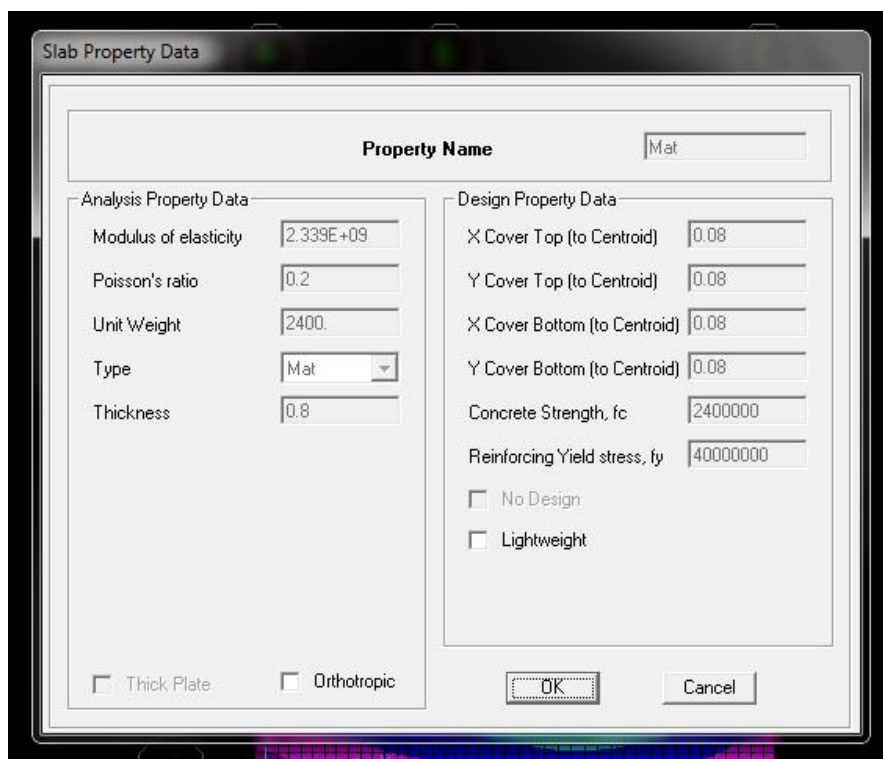 Slab Property Data
Property Name Mat
Analysis Property Data
Modulus of elasticity 2.339E+09
Poisson's ratio 0.2
Unit Weight 2400.
Type Mat
Thickness 0.8
Thick Plate Orthotropic
Design Property Data
X Cover Top (to Centroid) 0.08
Y Cover Top (to Centroid) 0.08
X Cover Bottom (to Centroid) 0.08
Y Cover Bottom (to Centroid) 0.08
Concrete Strength, fc 2400000
Reinforcing Yield stress, fy 40000000
No Design
Lightweight
OK Cancel